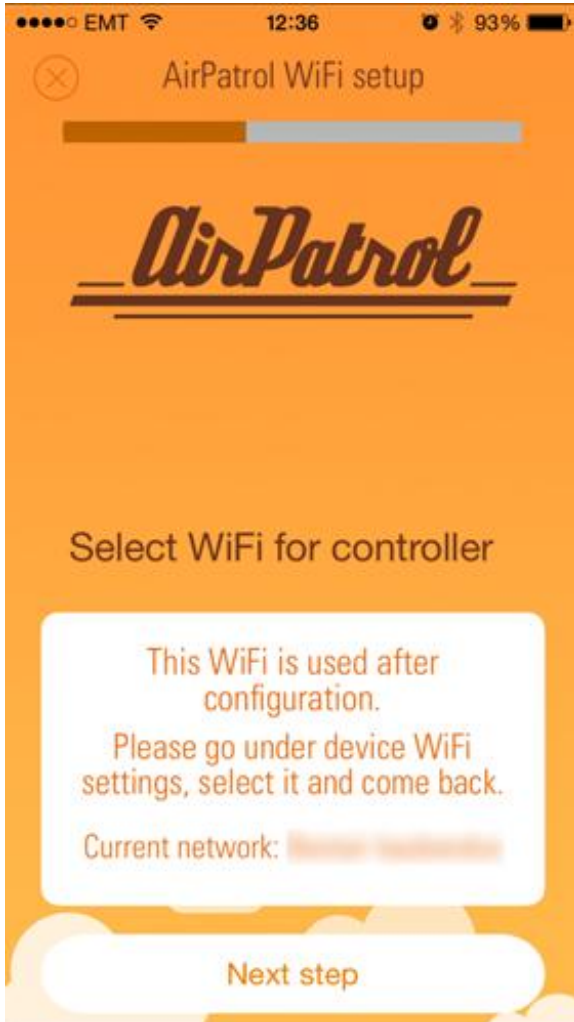 EMT 12:36 93%
AirPatrol WiFi setup
AirPatrol
Select WiFi for controller
This WiFi is used after
configuration.
Please go under device WiFi
settings, select it and come back.
Current network:
Next step